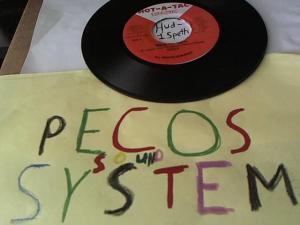 HOT-A-TAC
Hud-
1 Speth
PECOS
SOUND
SYSTEM